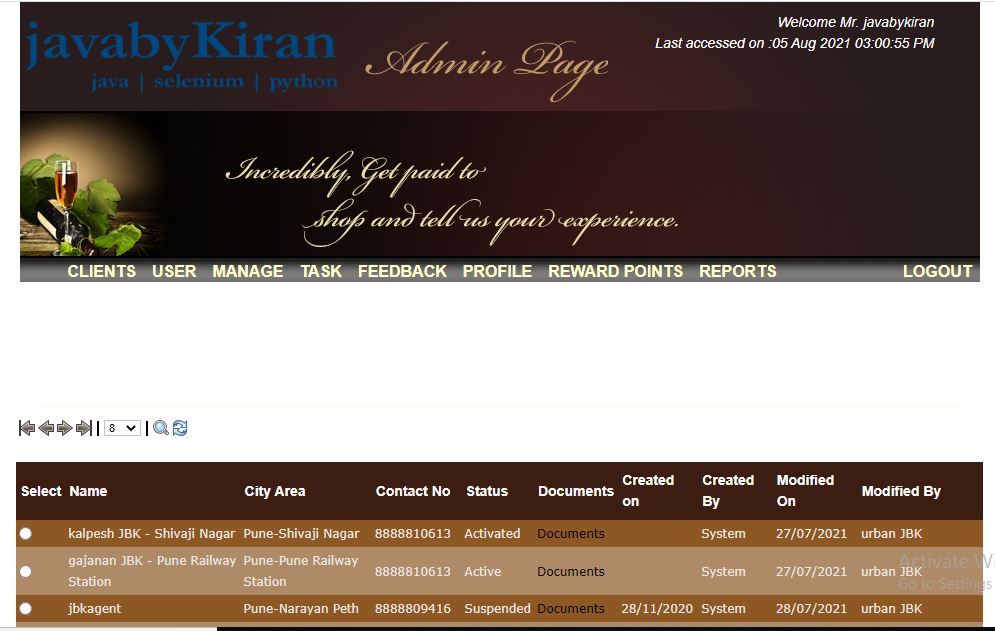 javabyKiran
java | selenium | python
Admin Page
Welcome Mr. javabykiran
Last accessed on :05 Aug 2021 03:00:55 PM
Incredibly, Get paid to
shop and tell us your experience.
CLIENTS USER MANAGE TASK FEEDBACK PROFILE REWARD POINTS REPORTS LOGOUT
| 8 |
Select Name City Area Contact No Status Documents Created on Created By Modified On Modified By
kalpesh JBK - Shivaji Nagar Pune-Shivaji Nagar 8888810613 Activated Documents System 27/07/2021 urban JBK
gajanan JBK - Pune Railway Station Pune-Pune Railway Station 8888810613 Active Documents System 27/07/2021 urban JBK
jbkagent Pune-Narayan Peth 8888809416 Suspended Documents 28/11/2020 System 28/07/2021 urban JBK
Activate Wi
Go to Settings